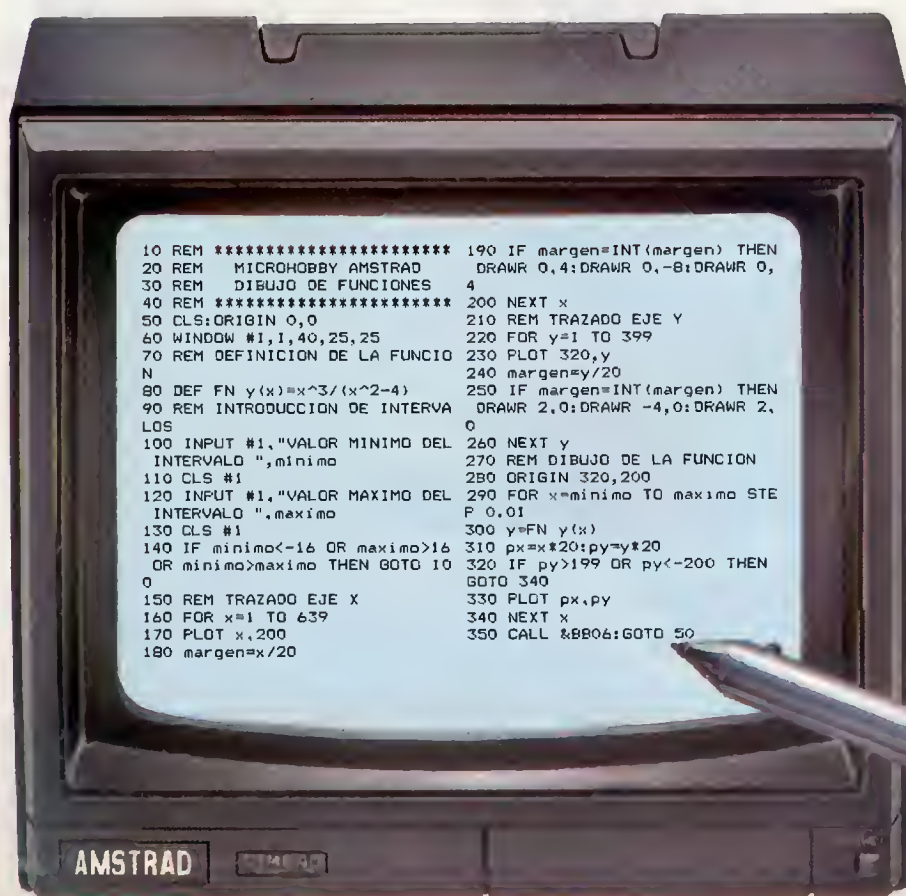 10 REM ***********************
20 REM   MICROHOBBY AMSTRAD
30 REM   DIBUJO DE FUNCIONES
40 REM ***********************
50 CLS:ORIGIN 0,0
60 WINDOW #1,1,40,25,25
70 REM DEFINICION DE LA FUNCIO
N
80 DEF FN y(x)=x^3/(x^2-4)
90 REM INTRODUCCION DE INTERVA
LOS
100 INPUT #1,"VALOR MINIMO DEL
 INTERVALO ",minimo
110 CLS #1
120 INPUT #1,"VALOR MAXIMO DEL
 INTERVALO ",maximo
130 CLS #1
140 IF minimo<-16 OR maximo>16
 OR minimo>maximo THEN GOTO 10
0
150 REM TRAZADO EJE X
160 FOR x=1 TO 639
170 PLOT x,200
180 margen=x/20
190 IF margen=INT(margen) THEN
 DRAWR 0,4:DRAWR 0,-8:DRAWR 0,
4
200 NEXT x
210 REM TRAZADO EJE Y
220 FOR y=1 TO 399
230 PLOT 320,y
240 margen=y/20
250 IF margen=INT(margen) THEN
 DRAWR 2,0:DRAWR -4,0:DRAWR 2,
0
260 NEXT y
270 REM DIBUJO DE LA FUNCION
280 ORIGIN 320,200
290 FOR x=minimo TO maximo STE
P 0.01
300 y=FN y(x)
310 px=x*20:py=y*20
320 IF py>199 OR py<-200 THEN
GOTO 340
330 PLOT px,py
340 NEXT x
350 CALL &BB06:GOTO 50
AMSTRAD